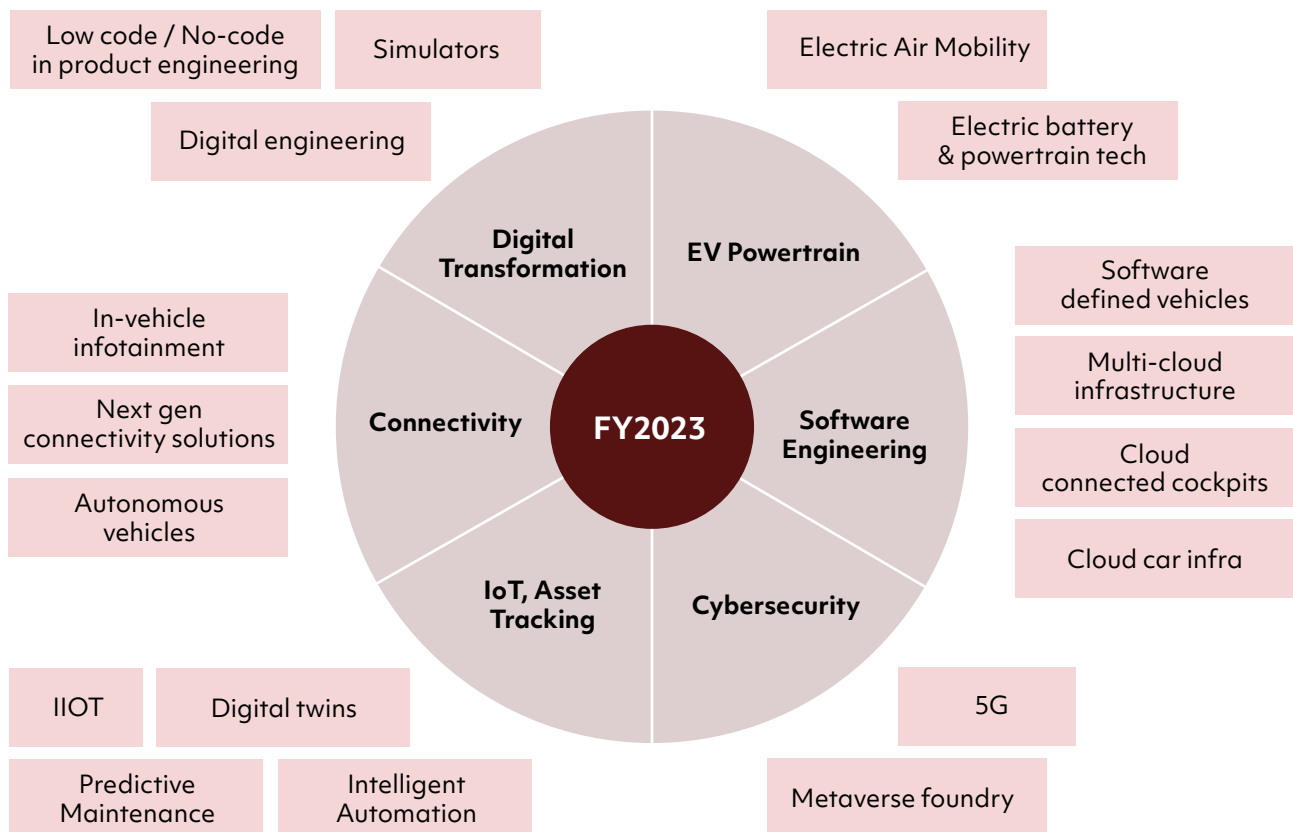 Low code / No-code
in product engineering
Simulators
Digital engineering
Electric Air Mobility
Electric battery
& powertrain tech
Digital
Transformation
EV Powertrain
Software
defined vehicles
Multi-cloud
infrastructure
Cloud
connected cockpits
Cloud car infra
In-vehicle
infotainment
Next gen
connectivity solutions
Autonomous
vehicles
Connectivity
FY2023
Software
Engineering
IoT, Asset
Tracking
Cybersecurity
IIOT
Digital twins
Predictive
Maintenance
Intelligent
Automation
5G
Metaverse foundry